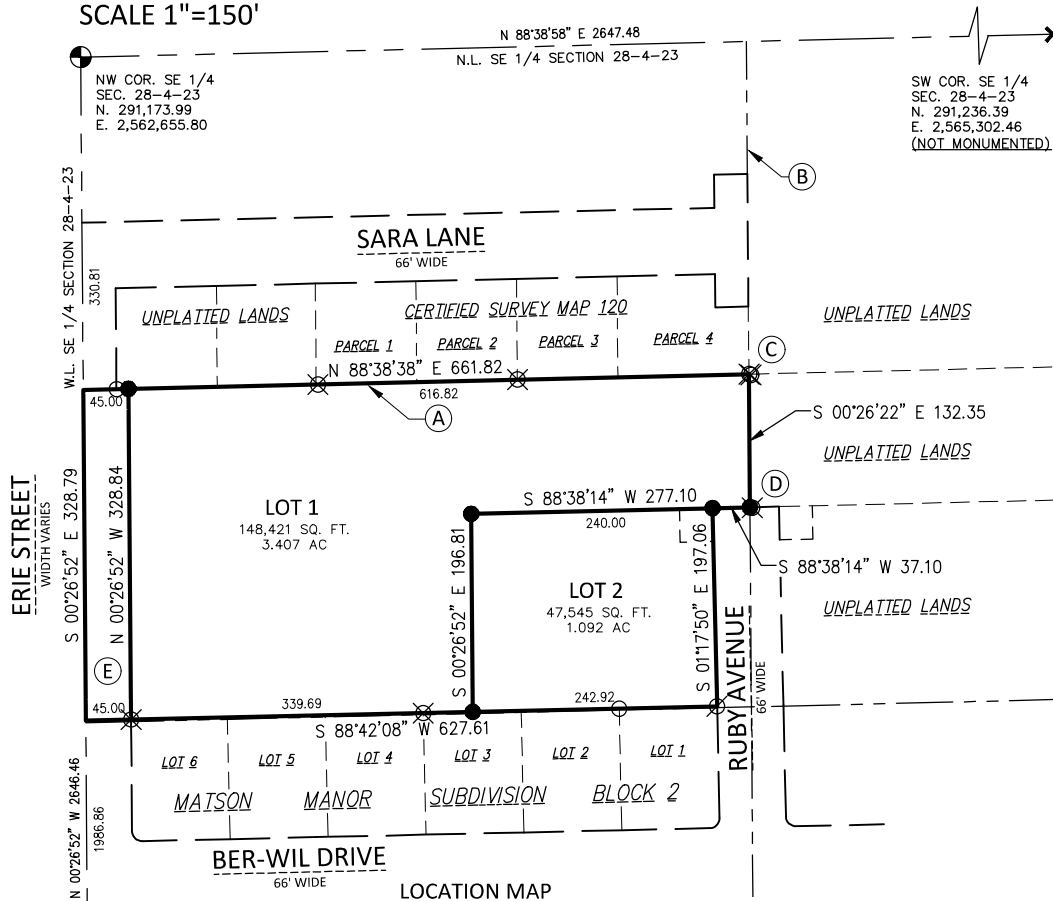 SCALE 1"=150'
N 88°38'58" E 2647.48
N.L. SE 1/4 SECTION 28-4-23
NW COR. SE 1/4
SEC. 28-4-23
N. 291,173.99
E. 2,562,655.80
SW COR. SE 1/4
SEC. 28-4-23
N. 291,236.39
E. 2,565,302.46
(NOT MONUMENTED)
B
W.L. SE 1/4 SECTION 28-4-23
330.81
SARA LANE
66' WIDE
UNPLATTED LANDS
CERTIFIED SURVEY MAP 120
UNPLATTED LANDS
PARCEL 1
PARCEL 2
PARCEL 3
PARCEL 4
C
N 88°38'38" E 661.82
616.82
45.00
A
S 00°26'22" E 132.35
UNPLATTED LANDS
ERIE STREET
WIDTH VARIES
S 00°26'52" E 328.79
N 00°26'52" W 328.84
LOT 1
148,421 SQ. FT.
3.407 AC
S 88°38'14" W 277.10
240.00
D
S 88°38'14" W 37.10
S 00°26'52" E 196.81
LOT 2
47,545 SQ. FT.
1.092 AC
S 01°17'50" E 197.06
UNPLATTED LANDS
RUBY AVENUE
66' WIDE
E
45.00
339.69
242.92
S 88°42'08" W 627.61
LOT 6
LOT 5
LOT 4
LOT 3
LOT 2
LOT 1
MATSON MANOR SUBDIVISION BLOCK 2
N 00°26'52" W 2646.46
1986.86
BER-WIL DRIVE
66' WIDE
LOCATION MAP